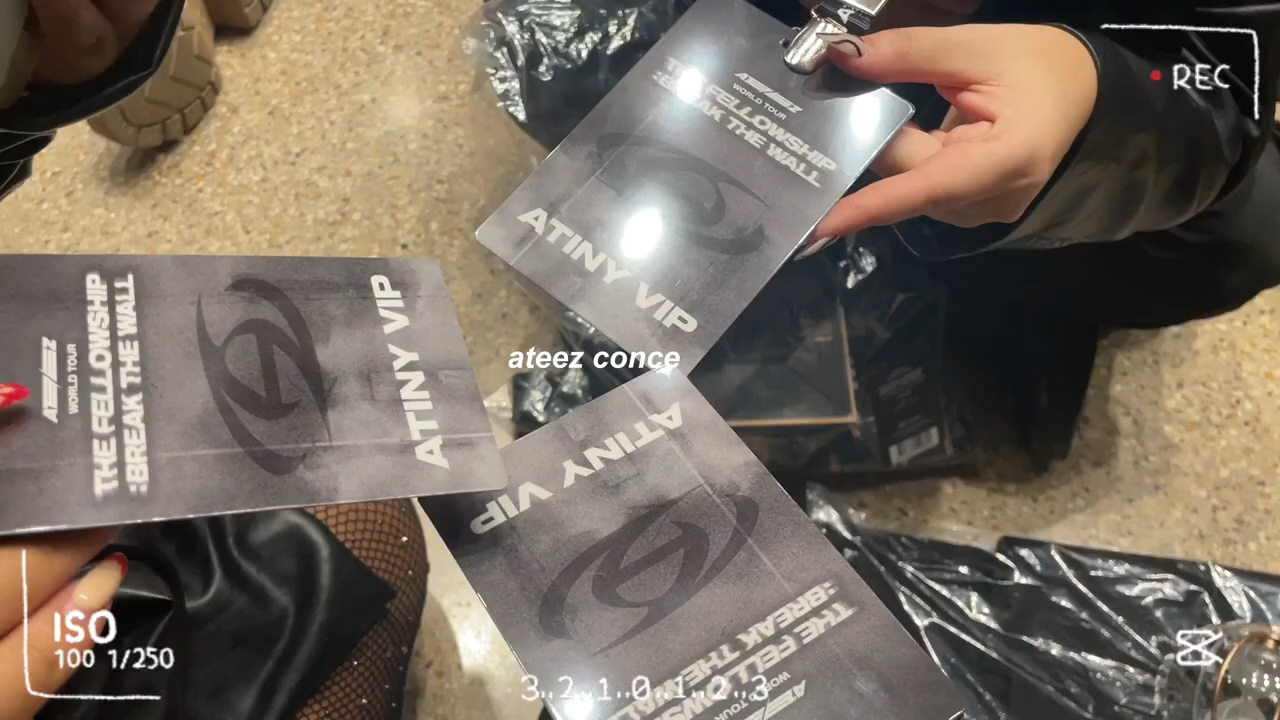 REC
ATEEZ
WORLD TOUR
THE FELLOWSHIP
:BREAK THE WALL
ATINY VIP
ATEEZ
WORLD TOUR
THE FELLOWSHIP
:BREAK THE WALL
ATINY VIP
ateez conce
ATINY VIP
:BREAK THE WALL
THE FELLOWSHIP
WORLD TOUR
ATEEZ
ISO
100 1/250
3..2..1..0..1..2..3